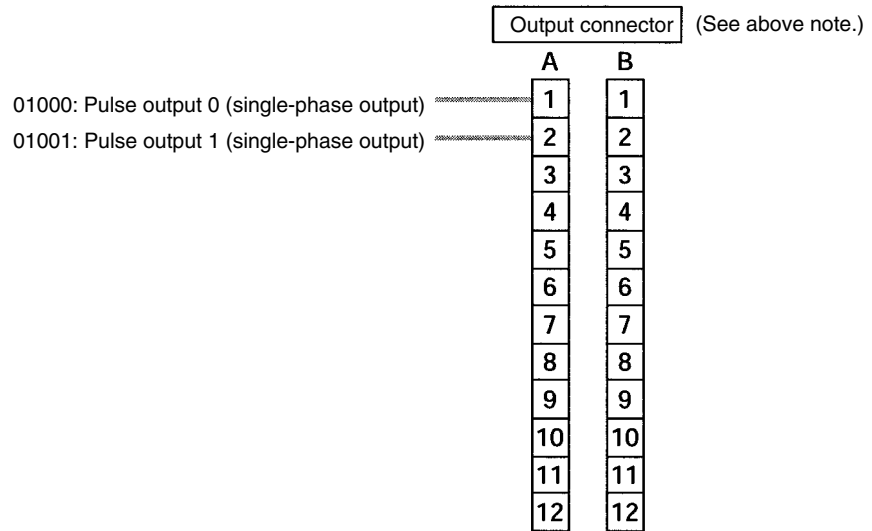 Output connector (See above note.)
A B
01000: Pulse output 0 (single-phase output) 1 1
01001: Pulse output 1 (single-phase output) 2 2
3 3
4 4
5 5
6 6
7 7
8 8
9 9
10 10
11 11
12 12